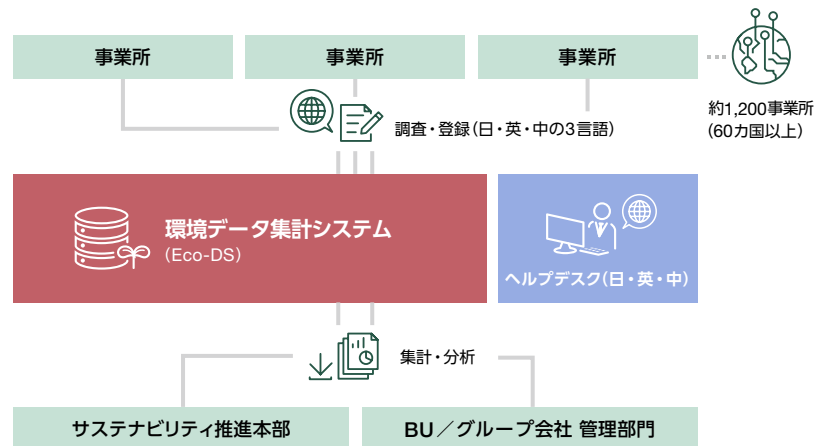 事業所
事業所
事業所
約1,200事業所
(60カ国以上)
調査・登録(日・英・中の3言語)
環境データ集計システム
(Eco-DS)
ヘルプデスク(日・英・中)
集計・分析
サステナビリティ推進本部
BU／グループ会社 管理部門